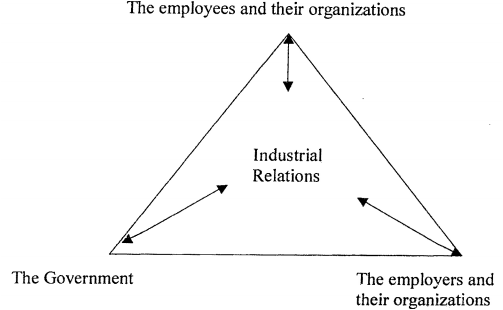 The employees and their organizations
Industrial
Relations
The Government
The employers and
their organizations